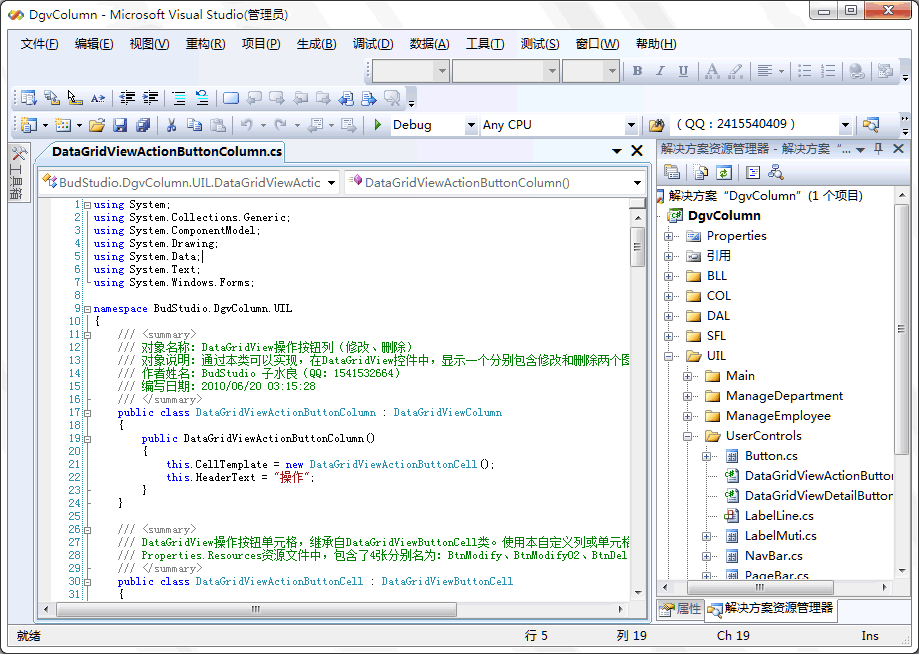 DgvColumn - Microsoft Visual Studio(管理员)
文件(F) 编辑(E) 视图(V) 重构(R) 项目(P) 生成(B) 调试(D) 数据(A) 工具(T) 测试(S) 窗口(W) 帮助(H)
B I U A
Debug Any CPU (QQ:2415540409 )
工具箱
DataGridViewActionButtonColumn.cs
BudStudio.DgvColumn.UIL.DataGridViewActic DataGridViewActionButtonColumn()
1 using System;
2 using System.Collections.Generic;
3 using System.ComponentModel;
4 using System.Drawing;
5 using System.Data;
6 using System.Text;
7 using System.Windows.Forms;
8
9 namespace BudStudio.DgvColumn.UIL
10 {
11 /// <summary>
12 /// 对象名称: DataGridView操作按钮列（修改、删除）
13 /// 对象说明: 通过本类可以实现，在DataGridView控件中，显示一个分别包含修改和删除两个图
14 /// 作者姓名: BudStudio 子水良（QQ: 1541532664）
15 /// 编写日期: 2010/06/20 03:15:28
16 /// </summary>
17 public class DataGridViewActionButtonColumn : DataGridViewColumn
18 {
19 public DataGridViewActionButtonColumn()
20 {
21 this.CellTemplate = new DataGridViewActionButtonCell();
22 this.HeaderText = "操作";
23 }
24 }
25
26 /// <summary>
27 /// DataGridView操作按钮单元格，继承自DataGridViewButtonCell类。使用本自定义列或单元格
28 /// Properties.Resources资源文件中，包含了4张分别名为: BtnModify、BtnModify02、BtnDel
29 /// </summary>
30 public class DataGridViewActionButtonCell : DataGridViewButtonCell
31 {
解决方案资源管理器 - 解决方案 “...
解决方案“DgvColumn” (1 个项目)
DgvColumn
Properties
引用
BLL
COL
DAL
SFL
UIL
Main
ManageDepartment
ManageEmployee
UserControls
Button.cs
DataGridViewActionButton
DataGridViewDetailButton
LabelLine.cs
LabelMuti.cs
NavBar.cs
PageBar.cs
属性 解决方案资源管理器
就绪 行 5 列 19 Ch 19 Ins